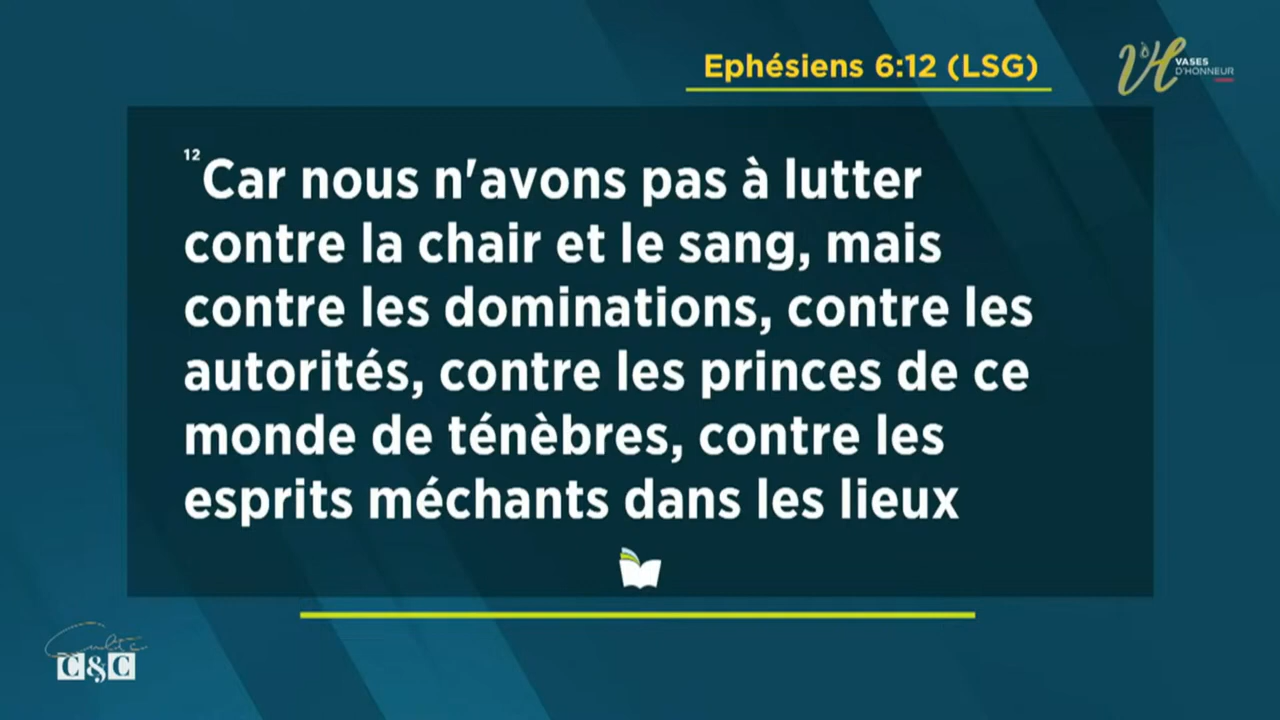 Ephésiens 6:12 (LSG)
VH VASES
D'HONNEUR
12 Car nous n'avons pas à lutter
contre la chair et le sang, mais
contre les dominations, contre les
autorités, contre les princes de ce
monde de ténèbres, contre les
esprits méchants dans les lieux
Culte
C&C